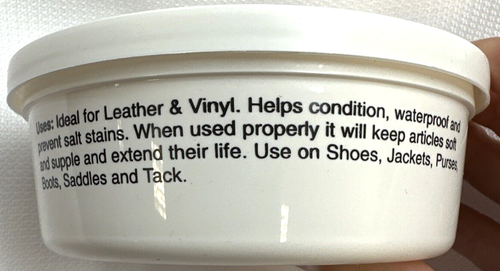 Uses: Ideal for Leather & Vinyl. Helps condition, waterproof and
prevent salt stains. When used properly it will keep articles soft
and supple and extend their life. Use on Shoes, Jackets, Purses,
Boots, Saddles and Tack.